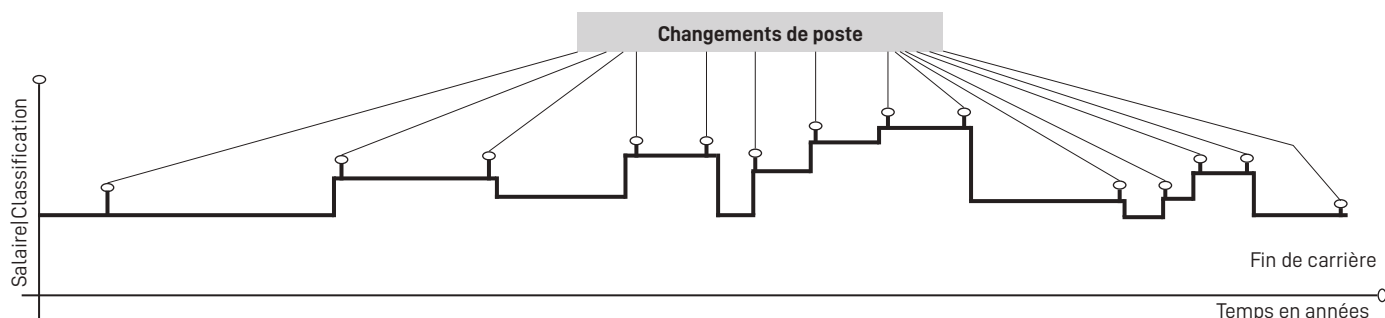 Changements de poste
Salaire|Classification
Fin de carrière
Temps en années